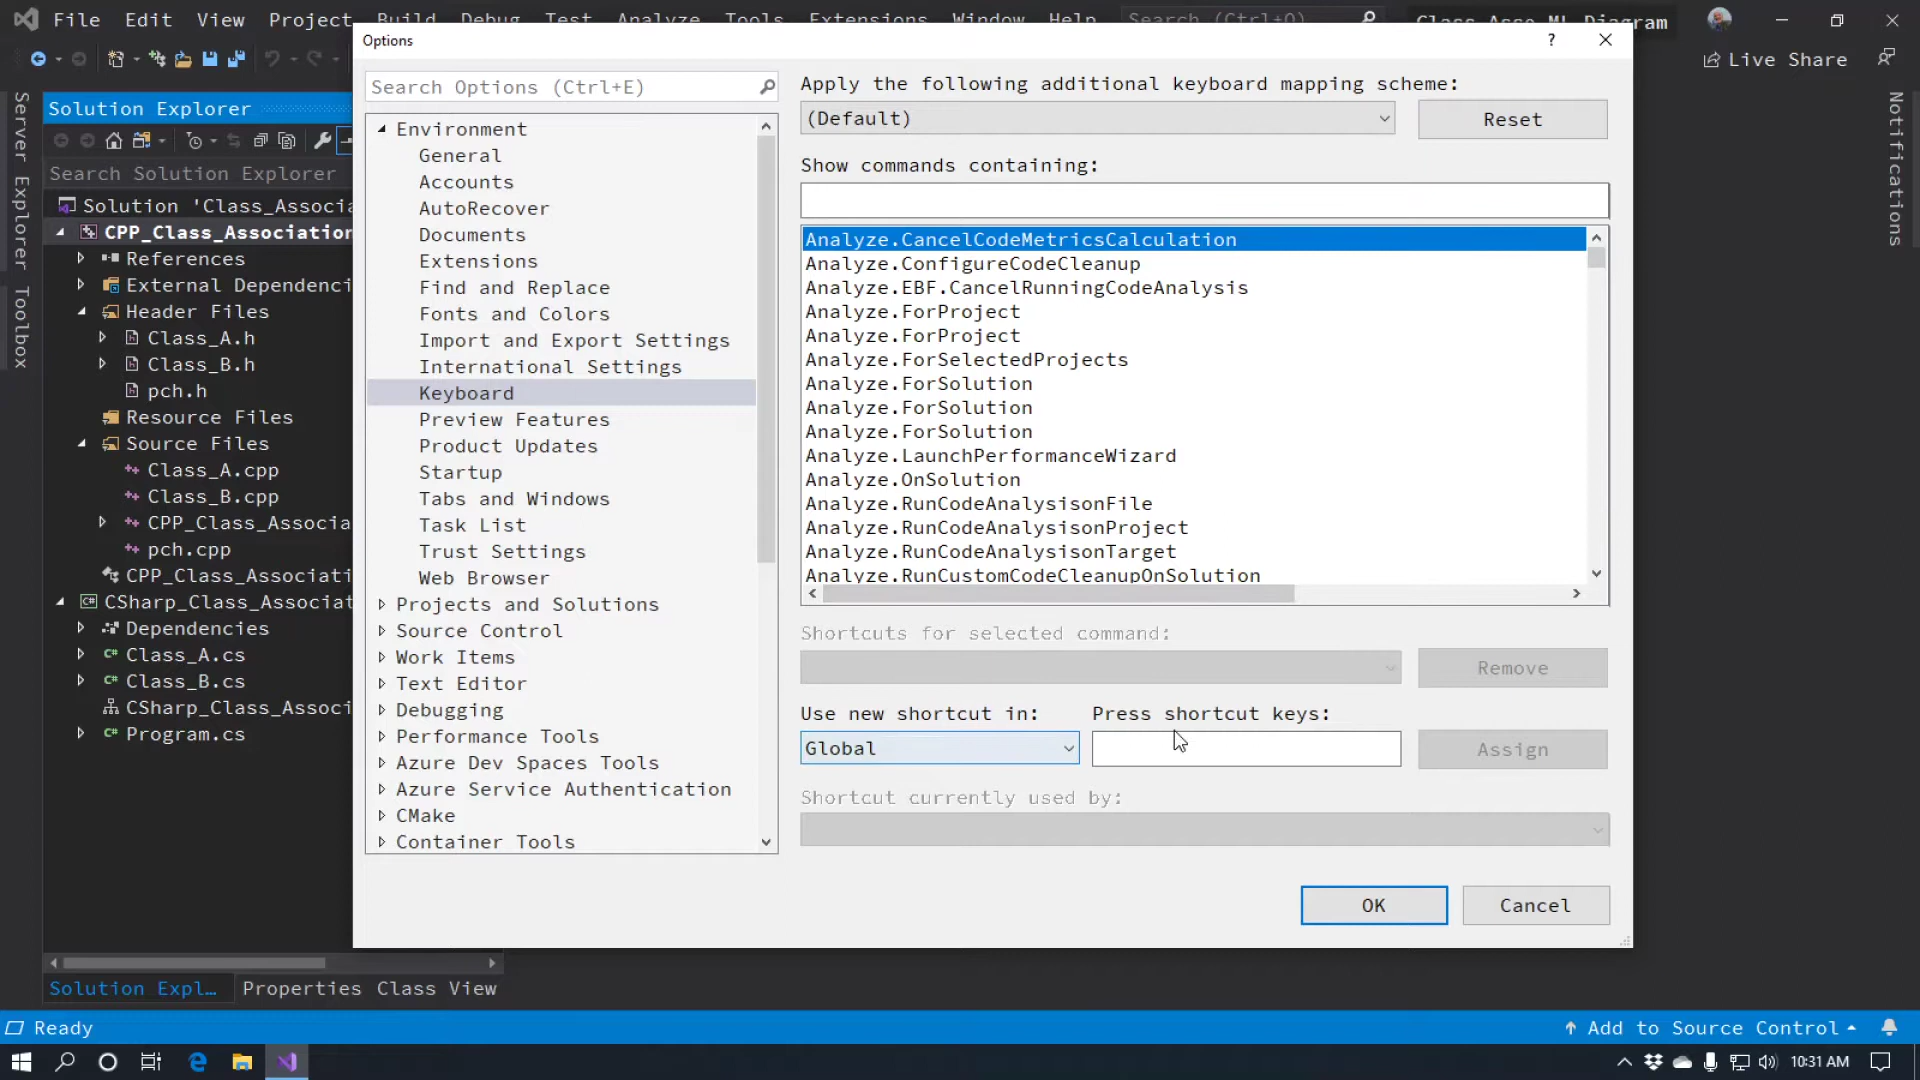 File Edit View Project Build Debug Test Analyze Tools Extensions Window Help Search (Ctrl+Q)
Live Share
Server Explorer
Toolbox
Notifications
Solution Explorer
Search Solution Explorer
Solution 'Class_Associa
CPP_Class_Association
References
External Dependenci
Header Files
Class_A.h
Class_B.h
pch.h
Resource Files
Source Files
Class_A.cpp
Class_B.cpp
CPP_Class_Associa
pch.cpp
CPP_Class_Associati
CSharp_Class_Associat
Dependencies
Class_A.cs
Class_B.cs
CSharp_Class_Associ
Program.cs
Solution Expl... Properties Class View
Options
?
Search Options (Ctrl+E)
Environment
General
Accounts
AutoRecover
Documents
Extensions
Find and Replace
Fonts and Colors
Import and Export Settings
International Settings
Keyboard
Preview Features
Product Updates
Startup
Tabs and Windows
Task List
Trust Settings
Web Browser
Projects and Solutions
Source Control
Work Items
Text Editor
Debugging
Performance Tools
Azure Dev Spaces Tools
Azure Service Authentication
CMake
Container Tools
Apply the following additional keyboard mapping scheme:
(Default) Reset
Show commands containing:
Analyze.CancelCodeMetricsCalculation
Analyze.ConfigureCodeCleanup
Analyze.EBF.CancelRunningCodeAnalysis
Analyze.ForProject
Analyze.ForProject
Analyze.ForSelectedProjects
Analyze.ForSolution
Analyze.ForSolution
Analyze.ForSolution
Analyze.LaunchPerformanceWizard
Analyze.OnSolution
Analyze.RunCodeAnalysisonFile
Analyze.RunCodeAnalysisonProject
Analyze.RunCodeAnalysisonTarget
Analyze.RunCustomCodeCleanupOnSolution
Shortcuts for selected command:
Remove
Use new shortcut in: Press shortcut keys:
Global Assign
Shortcut currently used by:
OK Cancel
Ready Add to Source Control
10:31 AM